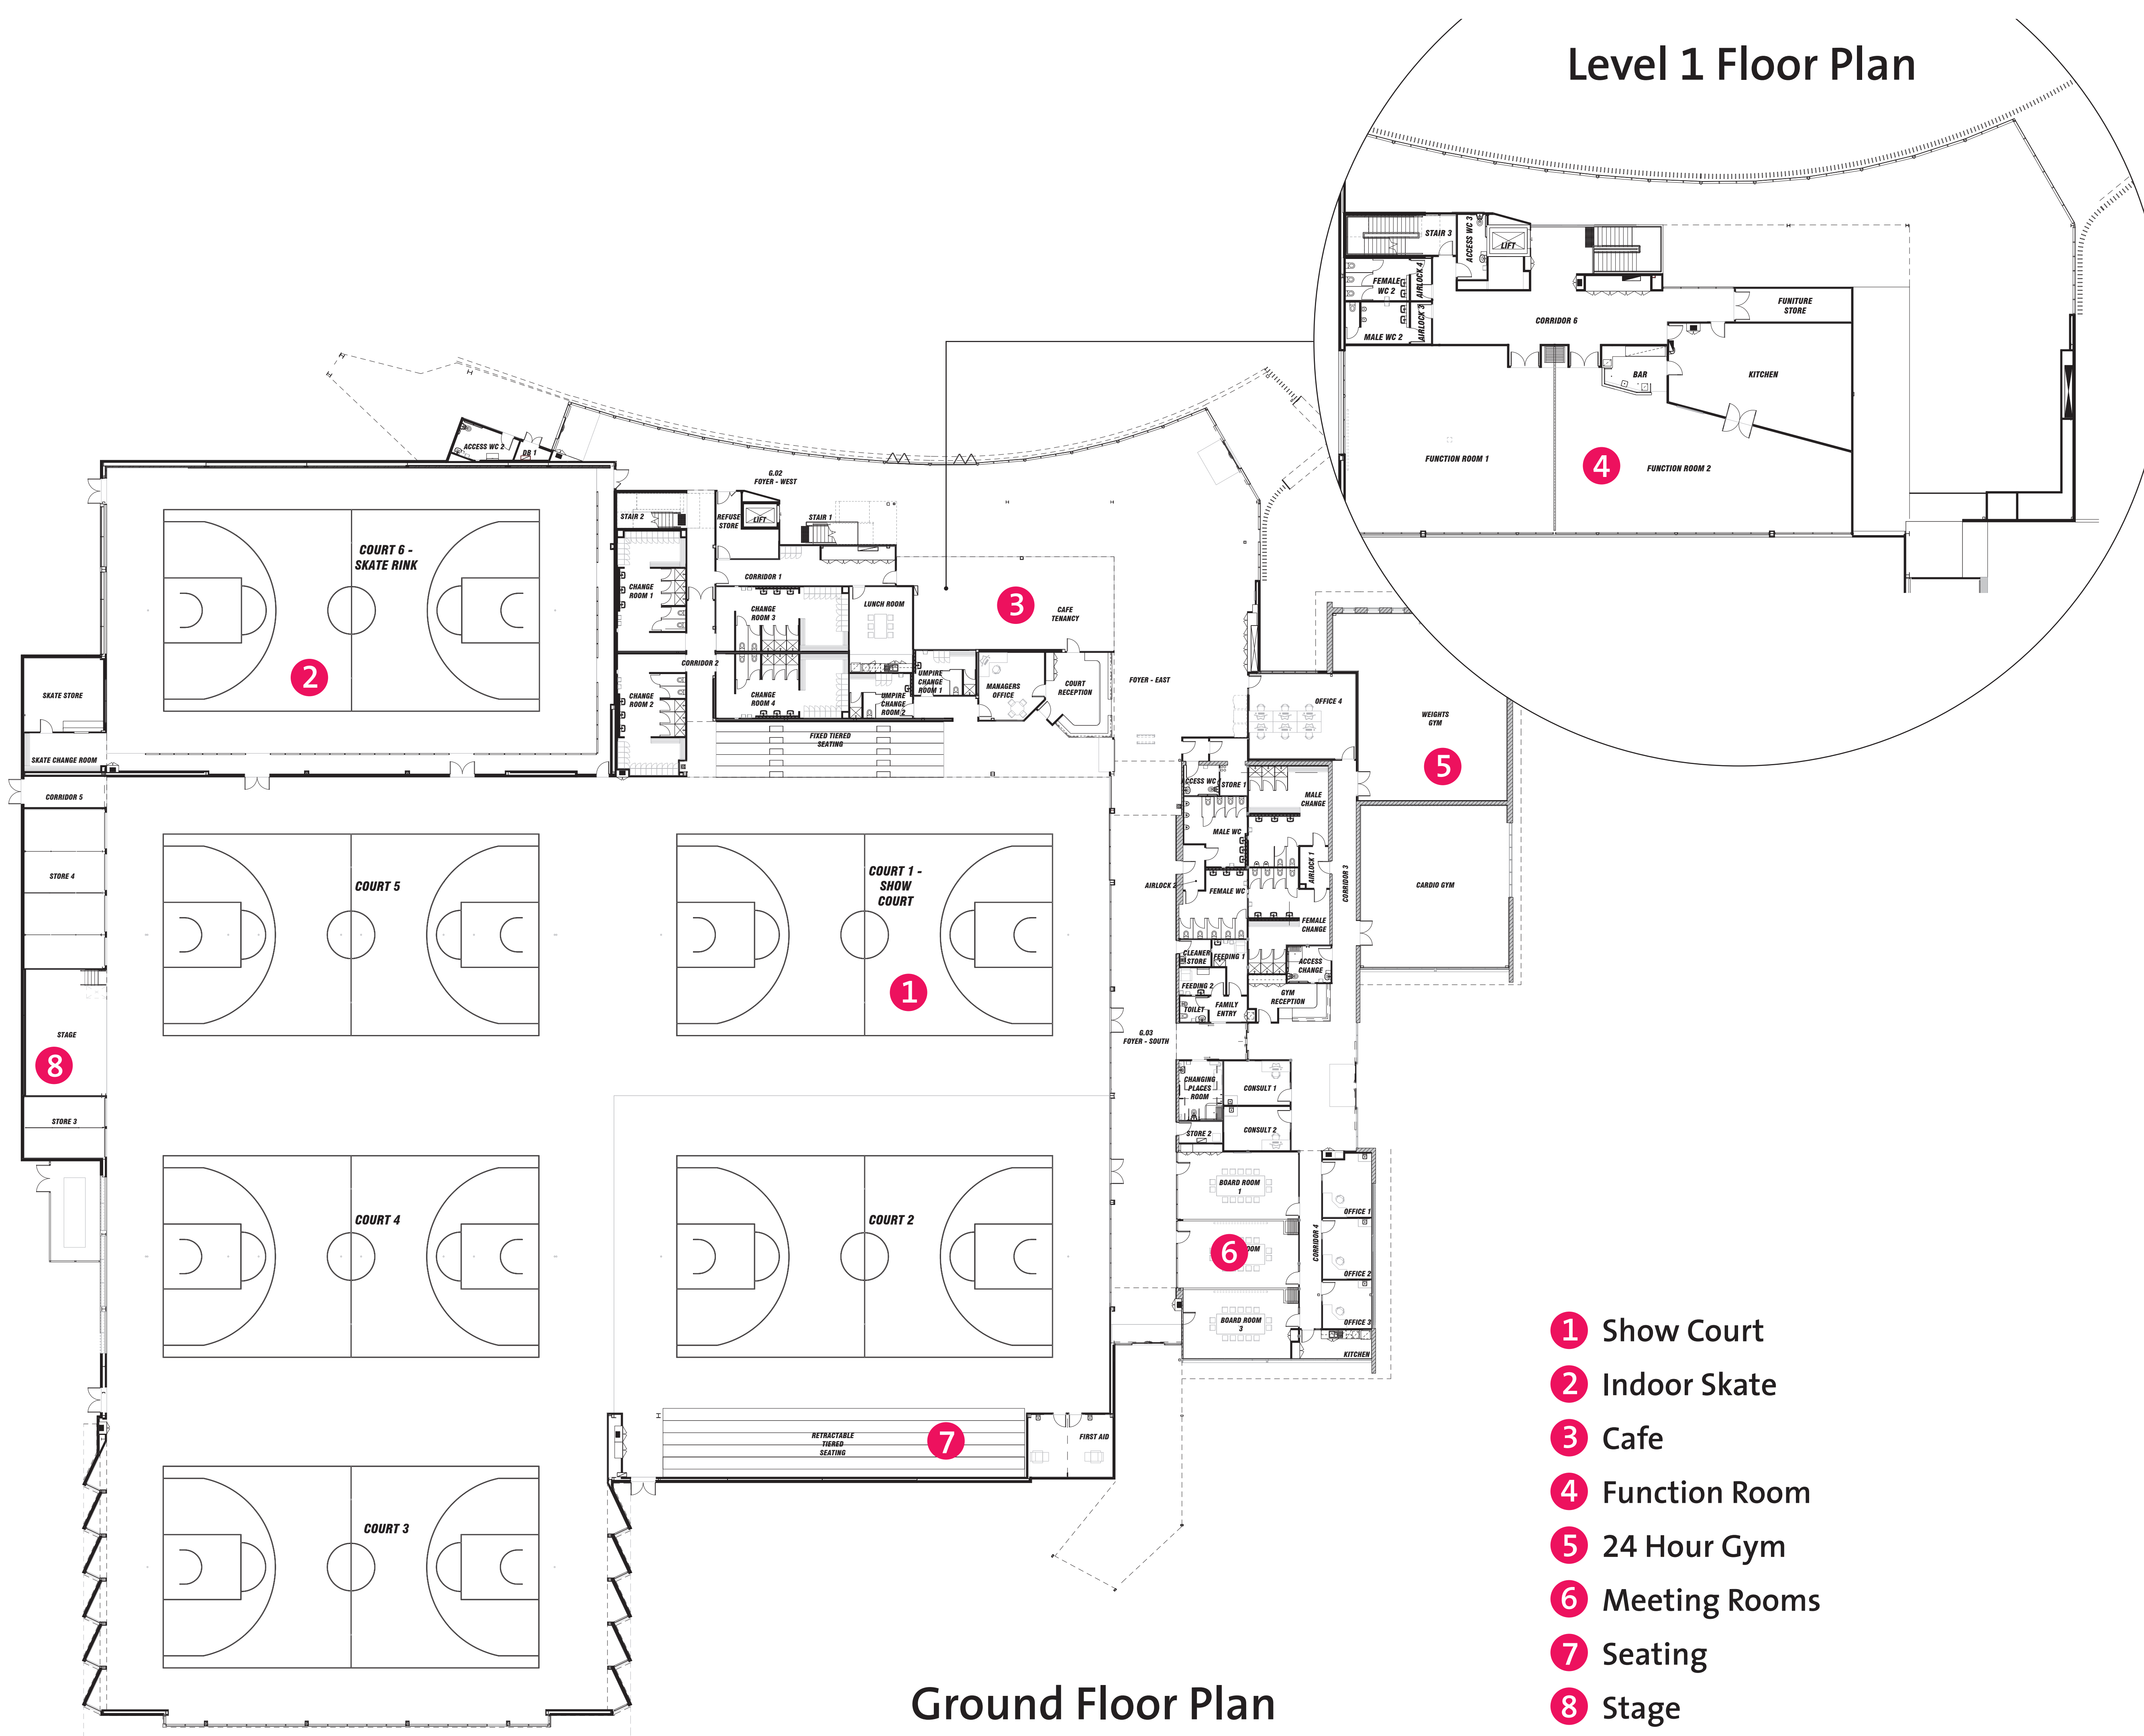 Level 1 Floor Plan
STAIR 3
ACCESS WC 3
LIFT
FEMALE
WC 2
AIRLOCK 4
AIRLOCK 3
MALE WC 2
CORRIDOR 6
FUNITURE
STORE
BAR
KITCHEN
FUNCTION ROOM 1
4
FUNCTION ROOM 2
ACCESS WC 2
DB 1
G.02
FOYER - WEST
COURT 6 -
SKATE RINK
2
STAIR 2
REFUSE
STORE
LIFT
STAIR 1
CORRIDOR 1
CHANGE
ROOM 1
CHANGE
ROOM 3
LUNCH ROOM
3
CAFE
TENANCY
CORRIDOR 2
CHANGE
ROOM 2
CHANGE
ROOM 4
UMPIRE
CHANGE
ROOM 1
UMPIRE
CHANGE
ROOM 2
MANAGERS
OFFICE
COURT
RECEPTION
FOYER - EAST
OFFICE 4
WEIGHTS
GYM
5
SKATE STORE
SKATE CHANGE ROOM
FIXED TIERED
SEATING
CORRIDOR 5
STORE 4
COURT 5
COURT 1 -
SHOW
COURT
1
ACCESS WC
STORE 1
MALE
CHANGE
MALE WC
AIRLOCK 1
AIRLOCK 2
FEMALE WC
CORRIDOR 3
CARDIO GYM
FEMALE
CHANGE
CLEANER
STORE
FEEDING 1
ACCESS
CHANGE
FEEDING 2
TOILET
FAMILY
ENTRY
GYM
RECEPTION
STAGE
8
G.03
FOYER - SOUTH
CHANGING
PLACES
ROOM
CONSULT 1
STORE 3
STORE 2
CONSULT 2
COURT 4
COURT 2
BOARD ROOM
1
OFFICE 1
6
CORRIDOR 4
OFFICE 2
BOARD ROOM
3
OFFICE 3
KITCHEN
RETRACTABLE
TIERED
SEATING
7
FIRST AID
COURT 3
Ground Floor Plan
1 Show Court
2 Indoor Skate
3 Cafe
4 Function Room
5 24 Hour Gym
6 Meeting Rooms
7 Seating
8 Stage